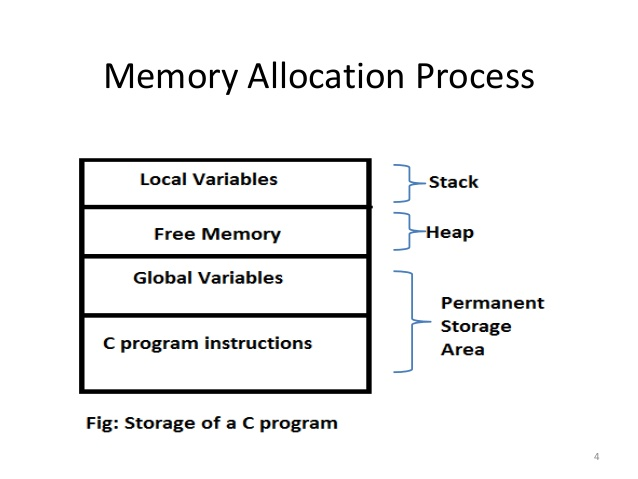 Memory Allocation Process
Local Variables
Stack
Free Memory
Heap
Global Variables
Permanent
Storage
Area
C program instructions
Fig: Storage of a C program
4